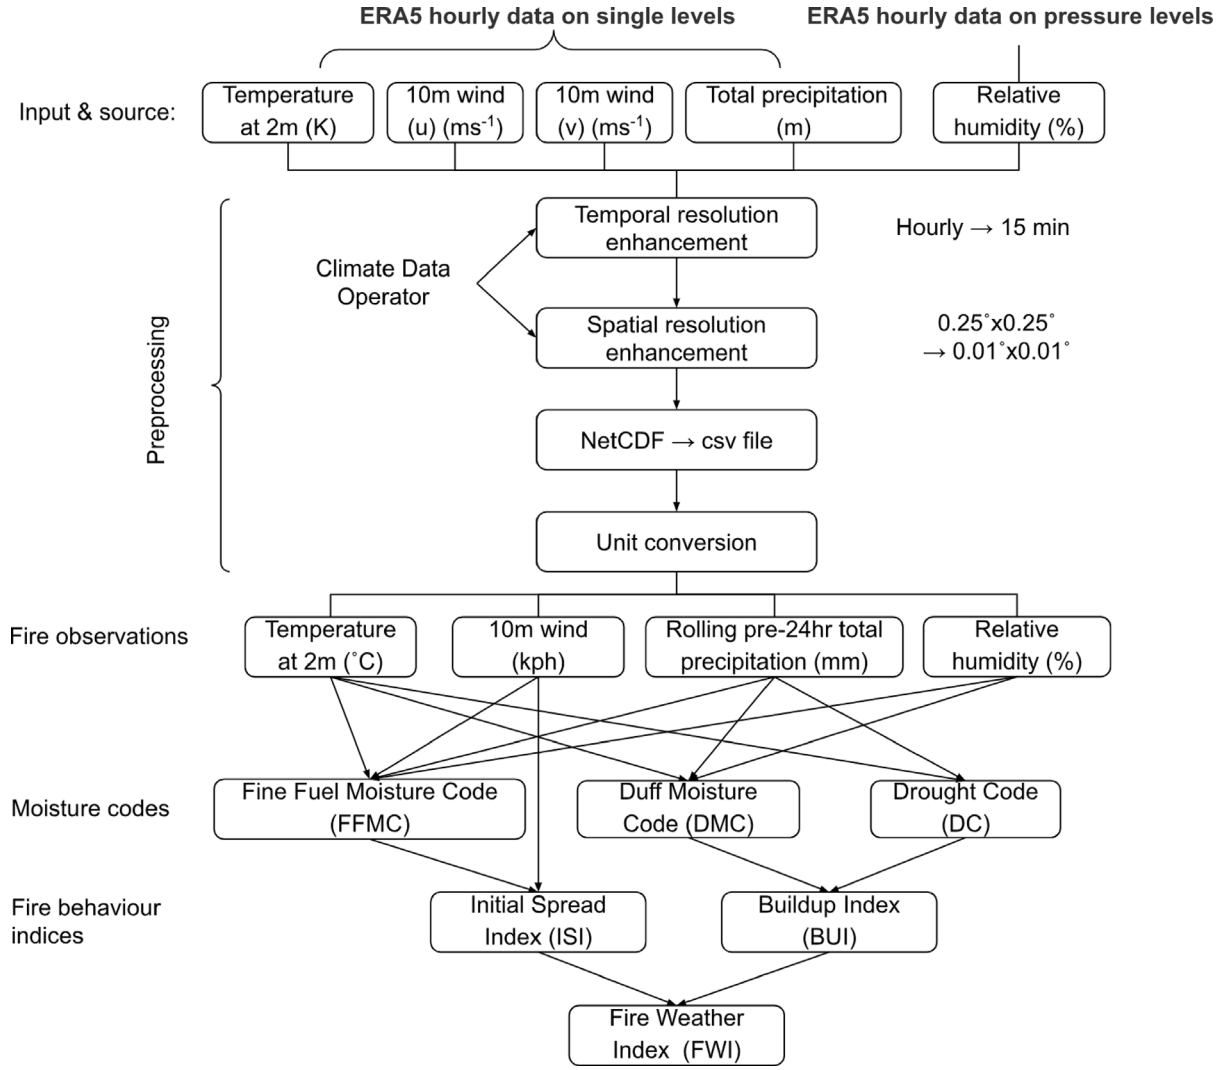 ERA5 hourly data on single levels
ERA5 hourly data on pressure levels
Input & source:
Temperature
at 2m (K)
10m wind
(u) (ms⁻¹)
10m wind
(v) (ms⁻¹)
Total precipitation
(m)
Relative
humidity (%)
Preprocessing
Climate Data
Operator
Temporal resolution
enhancement
Hourly → 15 min
Spatial resolution
enhancement
0.25˚x0.25˚
→ 0.01˚x0.01˚
NetCDF → csv file
Unit conversion
Fire observations
Temperature
at 2m (˚C)
10m wind
(kph)
Rolling pre-24hr total
precipitation (mm)
Relative
humidity (%)
Moisture codes
Fine Fuel Moisture Code
(FFMC)
Duff Moisture
Code (DMC)
Drought Code
(DC)
Fire behaviour
indices
Initial Spread
Index (ISI)
Buildup Index
(BUI)
Fire Weather
Index (FWI)